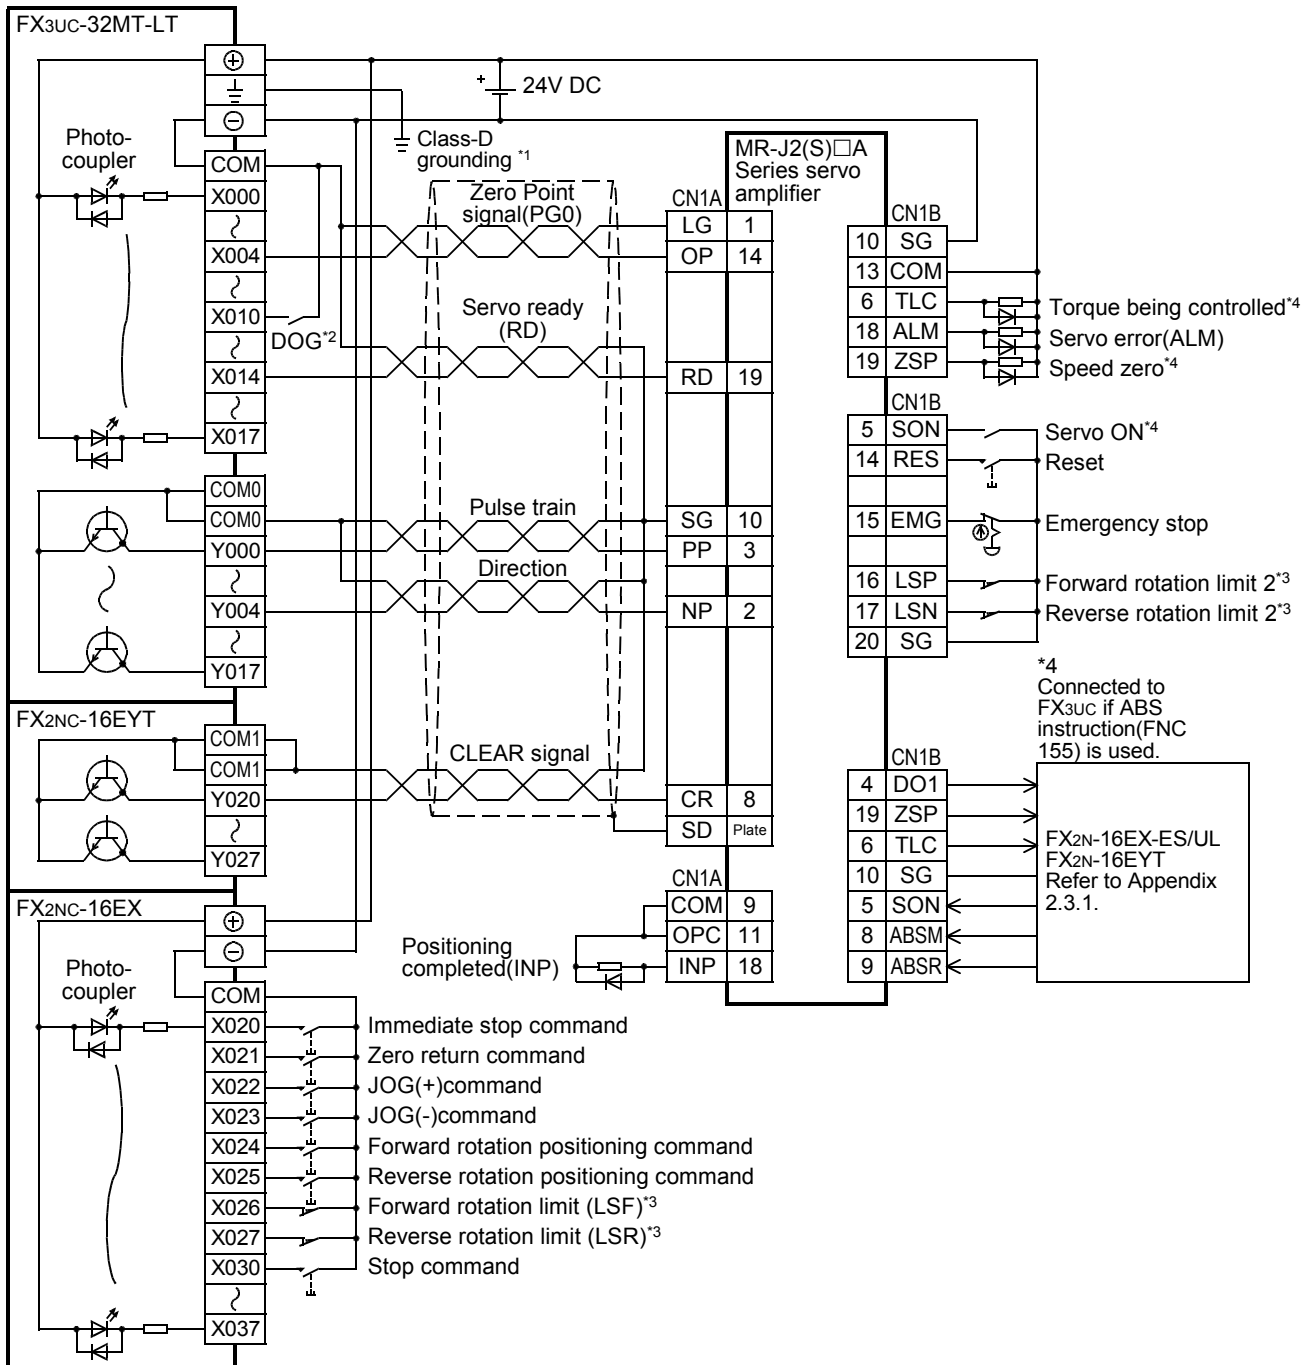 FX3UC-32MT-LT
24V DC
Photo-
coupler
Class-D
grounding *1
COM
X000
X004
X010
X014
X017
DOG*2
Zero Point
signal(PG0)
Servo ready
(RD)
COM0
COM0
Y000
Y004
Y017
Pulse train
Direction
FX2NC-16EYT
COM1
COM1
Y020
Y027
CLEAR signal
FX2NC-16EX
Photo-
coupler
COM
X020 Immediate stop command
X021 Zero return command
X022 JOG(+)command
X023 JOG(-)command
X024 Forward rotation positioning command
X025 Reverse rotation positioning command
X026 Forward rotation limit (LSF)*3
X027 Reverse rotation limit (LSR)*3
X030 Stop command
X037
MR-J2(S)□A
Series servo
amplifier
CN1A
LG 1
OP 14
RD 19
SG 10
PP 3
NP 2
CR 8
SD Plate
CN1A
COM 9
OPC 11
INP 18
Positioning
completed(INP)
CN1B
10 SG
13 COM
6 TLC Torque being controlled*4
18 ALM Servo error(ALM)
19 ZSP Speed zero*4
CN1B
5 SON Servo ON*4
14 RES Reset
15 EMG Emergency stop
16 LSP Forward rotation limit 2*3
17 LSN Reverse rotation limit 2*3
20 SG
*4
Connected to
FX3UC if ABS
instruction(FNC
155) is used.
CN1B
4 DO1
19 ZSP
6 TLC
10 SG
5 SON
8 ABSM
9 ABSR
FX2N-16EX-ES/UL
FX2N-16EYT
Refer to Appendix
2.3.1.